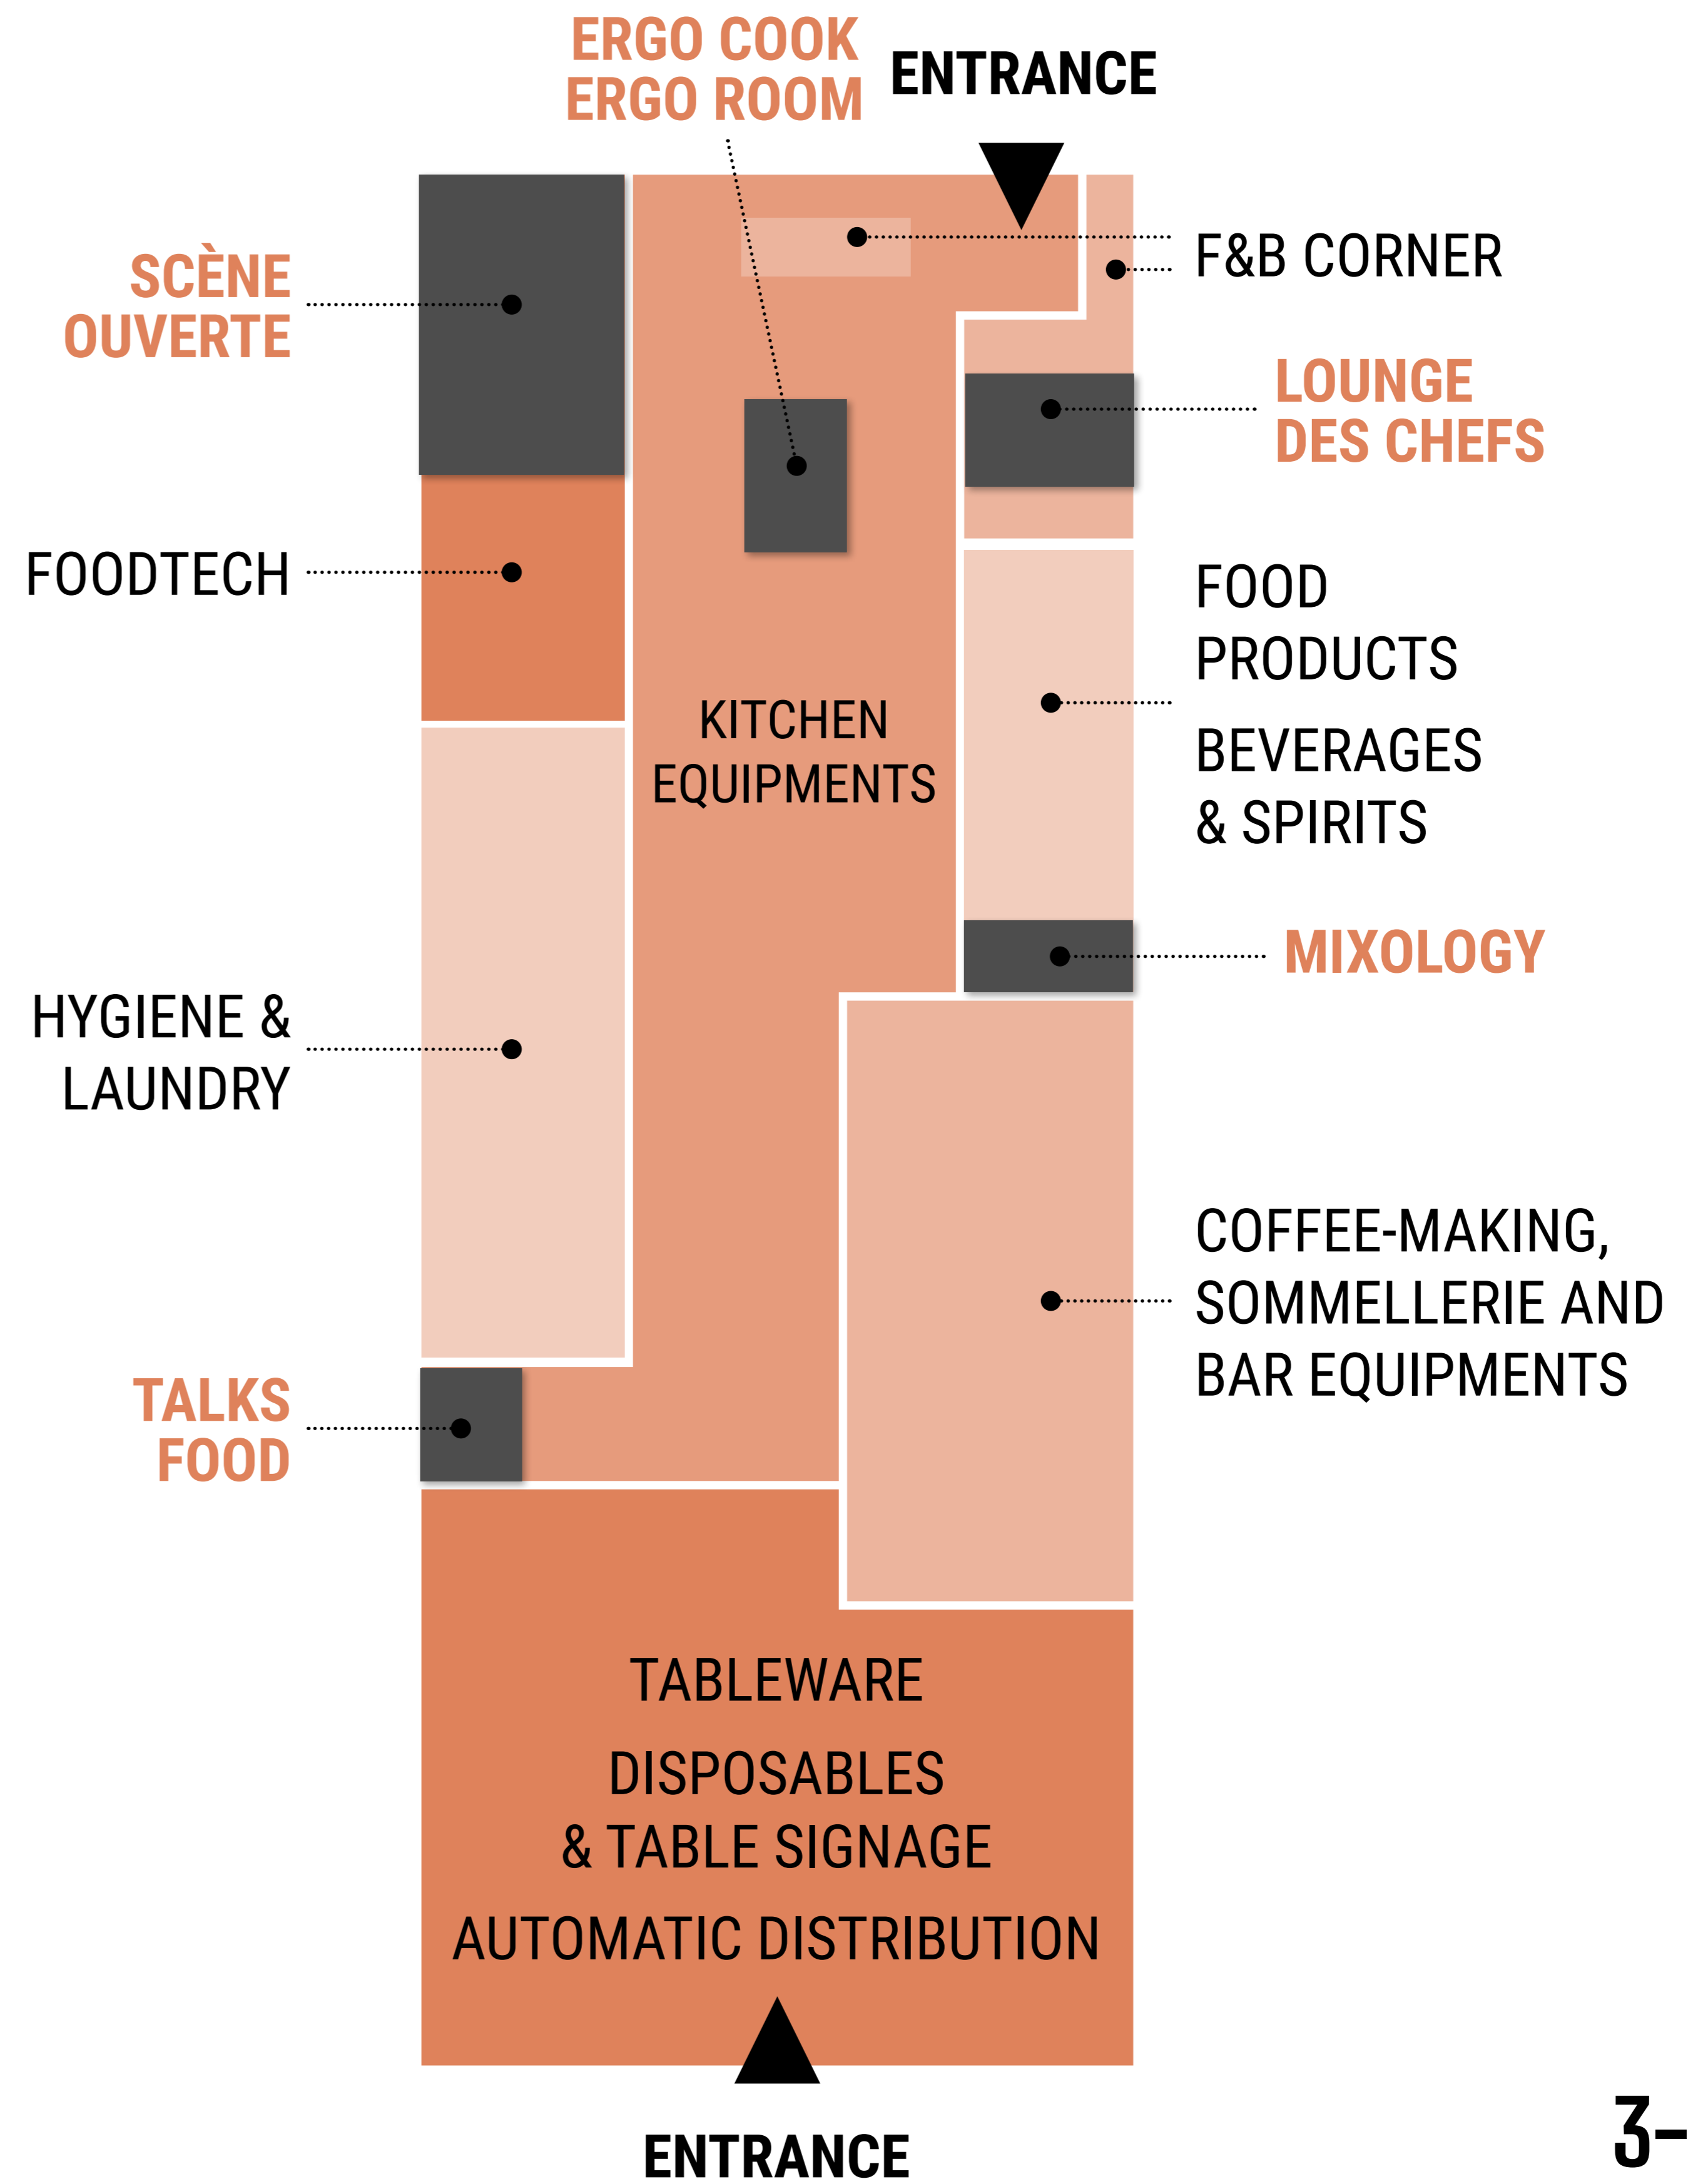 ERGO COOK
ERGO ROOM
ENTRANCE
SCÈNE
OUVERTE
F&B CORNER
LOUNGE
DES CHEFS
FOODTECH
FOOD
PRODUCTS
BEVERAGES
& SPIRITS
KITCHEN
EQUIPMENTS
MIXOLOGY
HYGIENE &
LAUNDRY
COFFEE-MAKING,
SOMMELLERIE AND
BAR EQUIPMENTS
TALKS
FOOD
TABLEWARE
DISPOSABLES
& TABLE SIGNAGE
AUTOMATIC DISTRIBUTION
ENTRANCE
3-